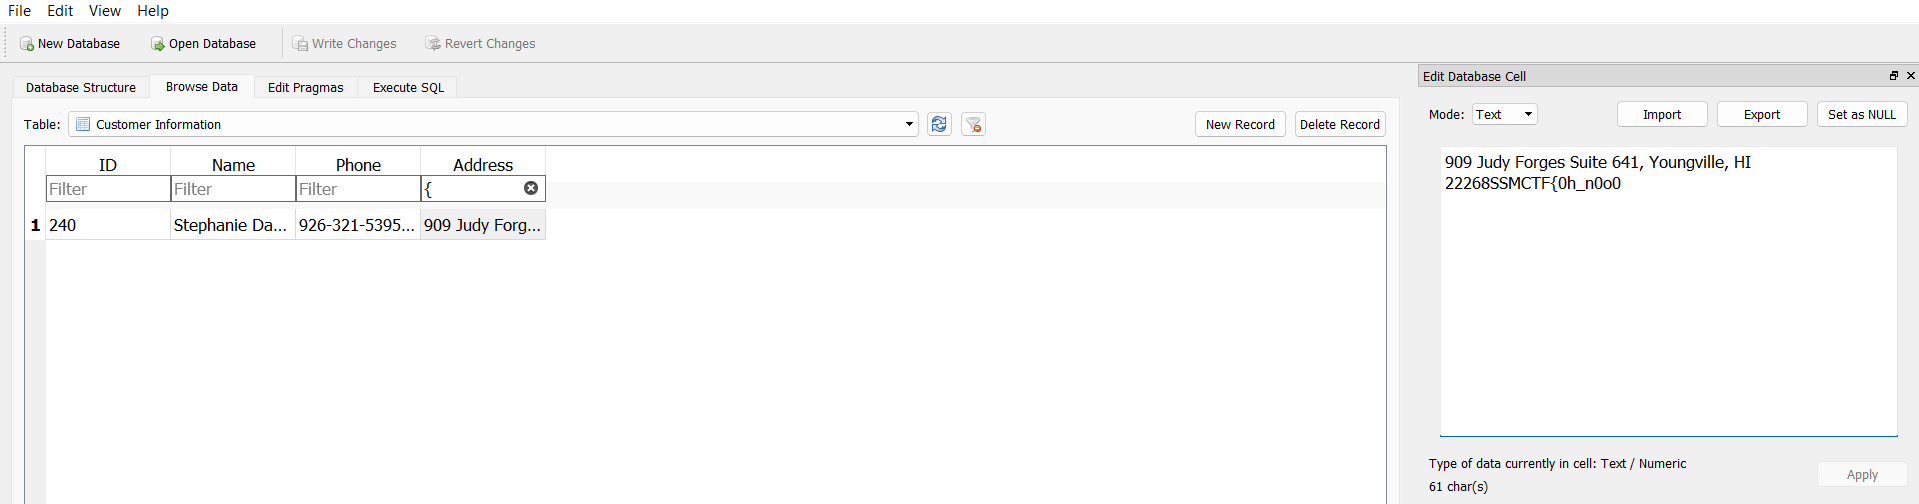 File Edit View Help
New Database Open Database Write Changes Revert Changes
Database Structure Browse Data Edit Pragmas Execute SQL
Table: Customer Information New Record Delete Record
ID Name Phone Address
Filter Filter Filter {
1 240 Stephanie Da... 926-321-5395... 909 Judy Forg...
Edit Database Cell
Mode: Text Import Export Set as NULL
909 Judy Forges Suite 641, Youngville, HI
22268SSMCTF{0h_n0o0
Type of data currently in cell: Text / Numeric
61 char(s)
Apply